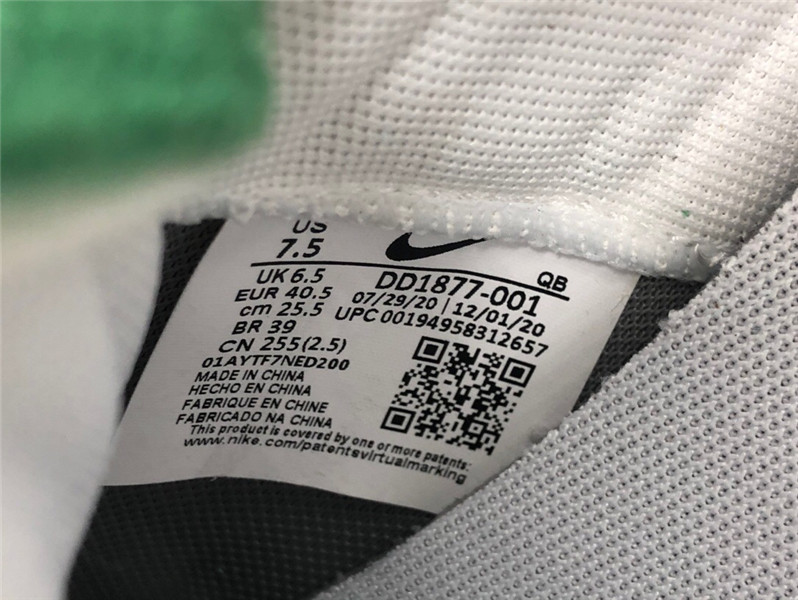 US
7.5
UK 6.5
EUR 40.5
cm 25.5
BR 39
CN 255(2.5)
01AYTF7NED200
MADE IN CHINA
HECHO EN CHINA
FABRIQUE EN CHINE
FABRICADO NA CHINA
This product is covered by one or more patents:
www.nike.com/patentsvirtualmarking
QB
DD1877-001
07/29/20 | 12/01/20
UPC 00194958312657